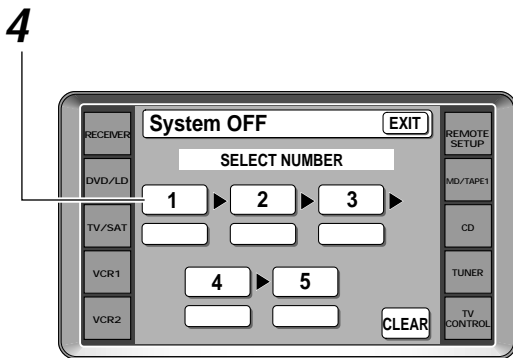 4
System OFF
EXIT
SELECT NUMBER
1
2
3
4
5
CLEAR
RECEIVER
DVD/LD
TV/SAT
VCR1
VCR2
REMOTE
SETUP
MD/TAPE1
CD
TUNER
TV
CONTROL